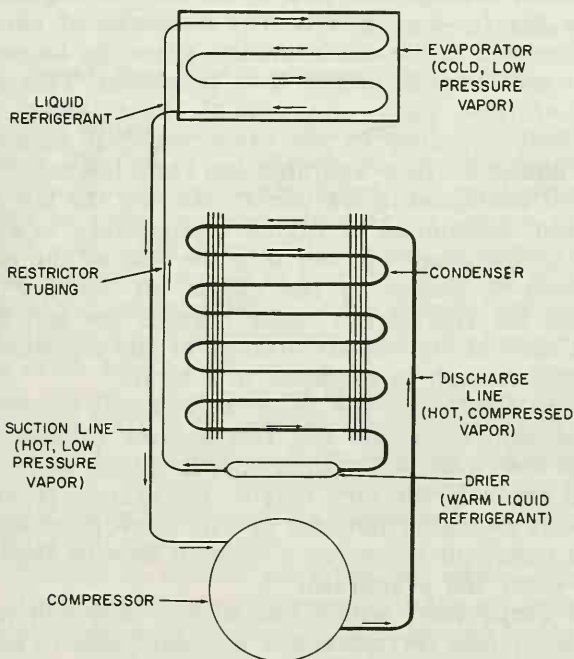 EVAPORATOR
(COLD, LOW
PRESSURE
VAPOR)
LIQUID
REFRIGERANT
RESTRICTOR
TUBING
CONDENSER
DISCHARGE
LINE
(HOT, COMPRESSED
VAPOR)
SUCTION LINE
(HOT, LOW
PRESSURE
VAPOR)
DRIER
(WARM LIQUID
REFRIGERANT)
COMPRESSOR